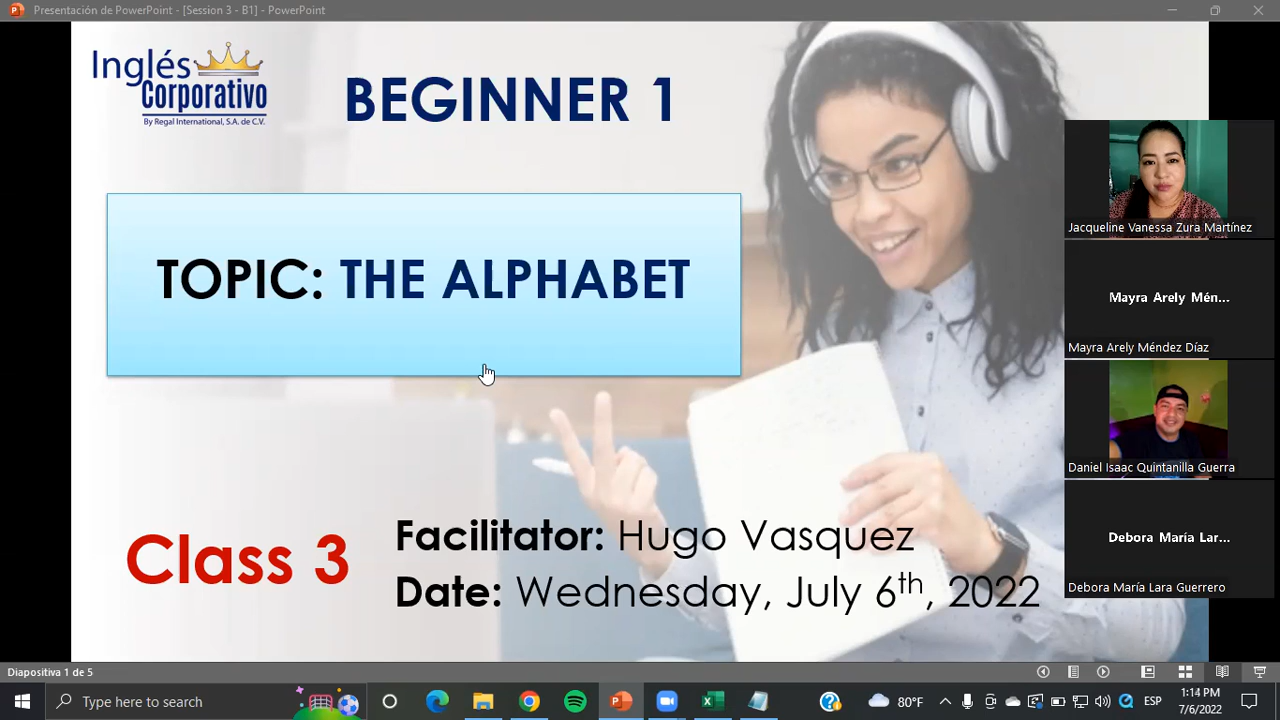 Presentación de PowerPoint - [Session 3 - B1] - PowerPoint
Inglés
Corporativo
By Regal International, S.A. de C.V.
BEGINNER 1
TOPIC: THE ALPHABET
Class 3
Facilitator: Hugo Vasquez
Date: Wednesday, July 6th, 2022
Jacqueline Vanessa Zura Martínez
Mayra Arely Mén...
Mayra Arely Méndez Díaz
Daniel Isaac Quintanilla Guerra
Debora María Lar...
Debora María Lara Guerrero
Diapositiva 1 de 5
Type here to search
80°F
ESP
1:14 PM
7/6/2022